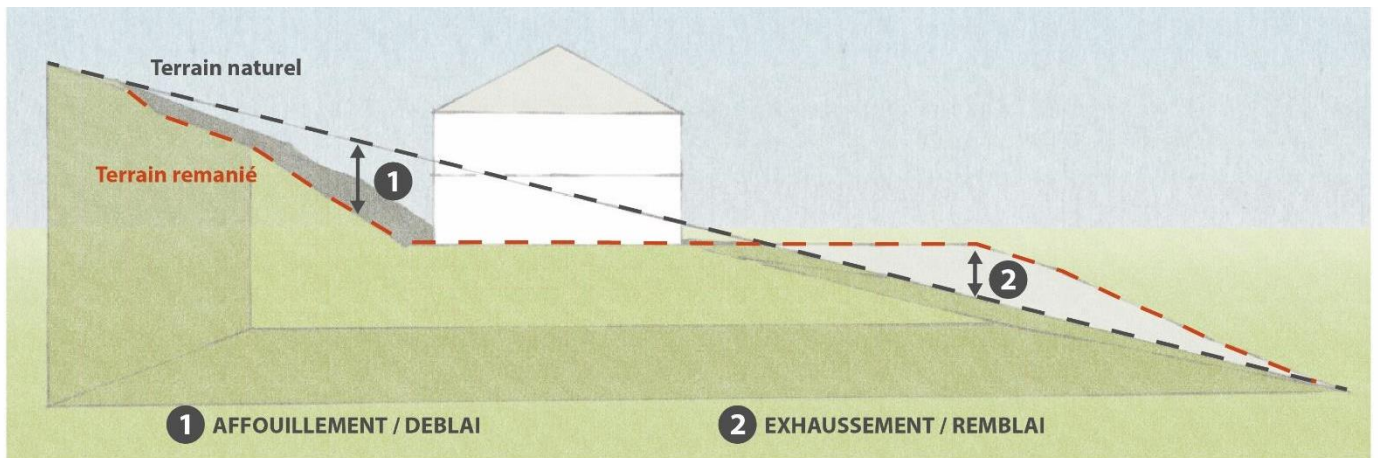 Terrain naturel
Terrain remanié
1
2
1 AFFOUILLEMENT / DEBLAI
2 EXHAUSSEMENT / REMBLAI